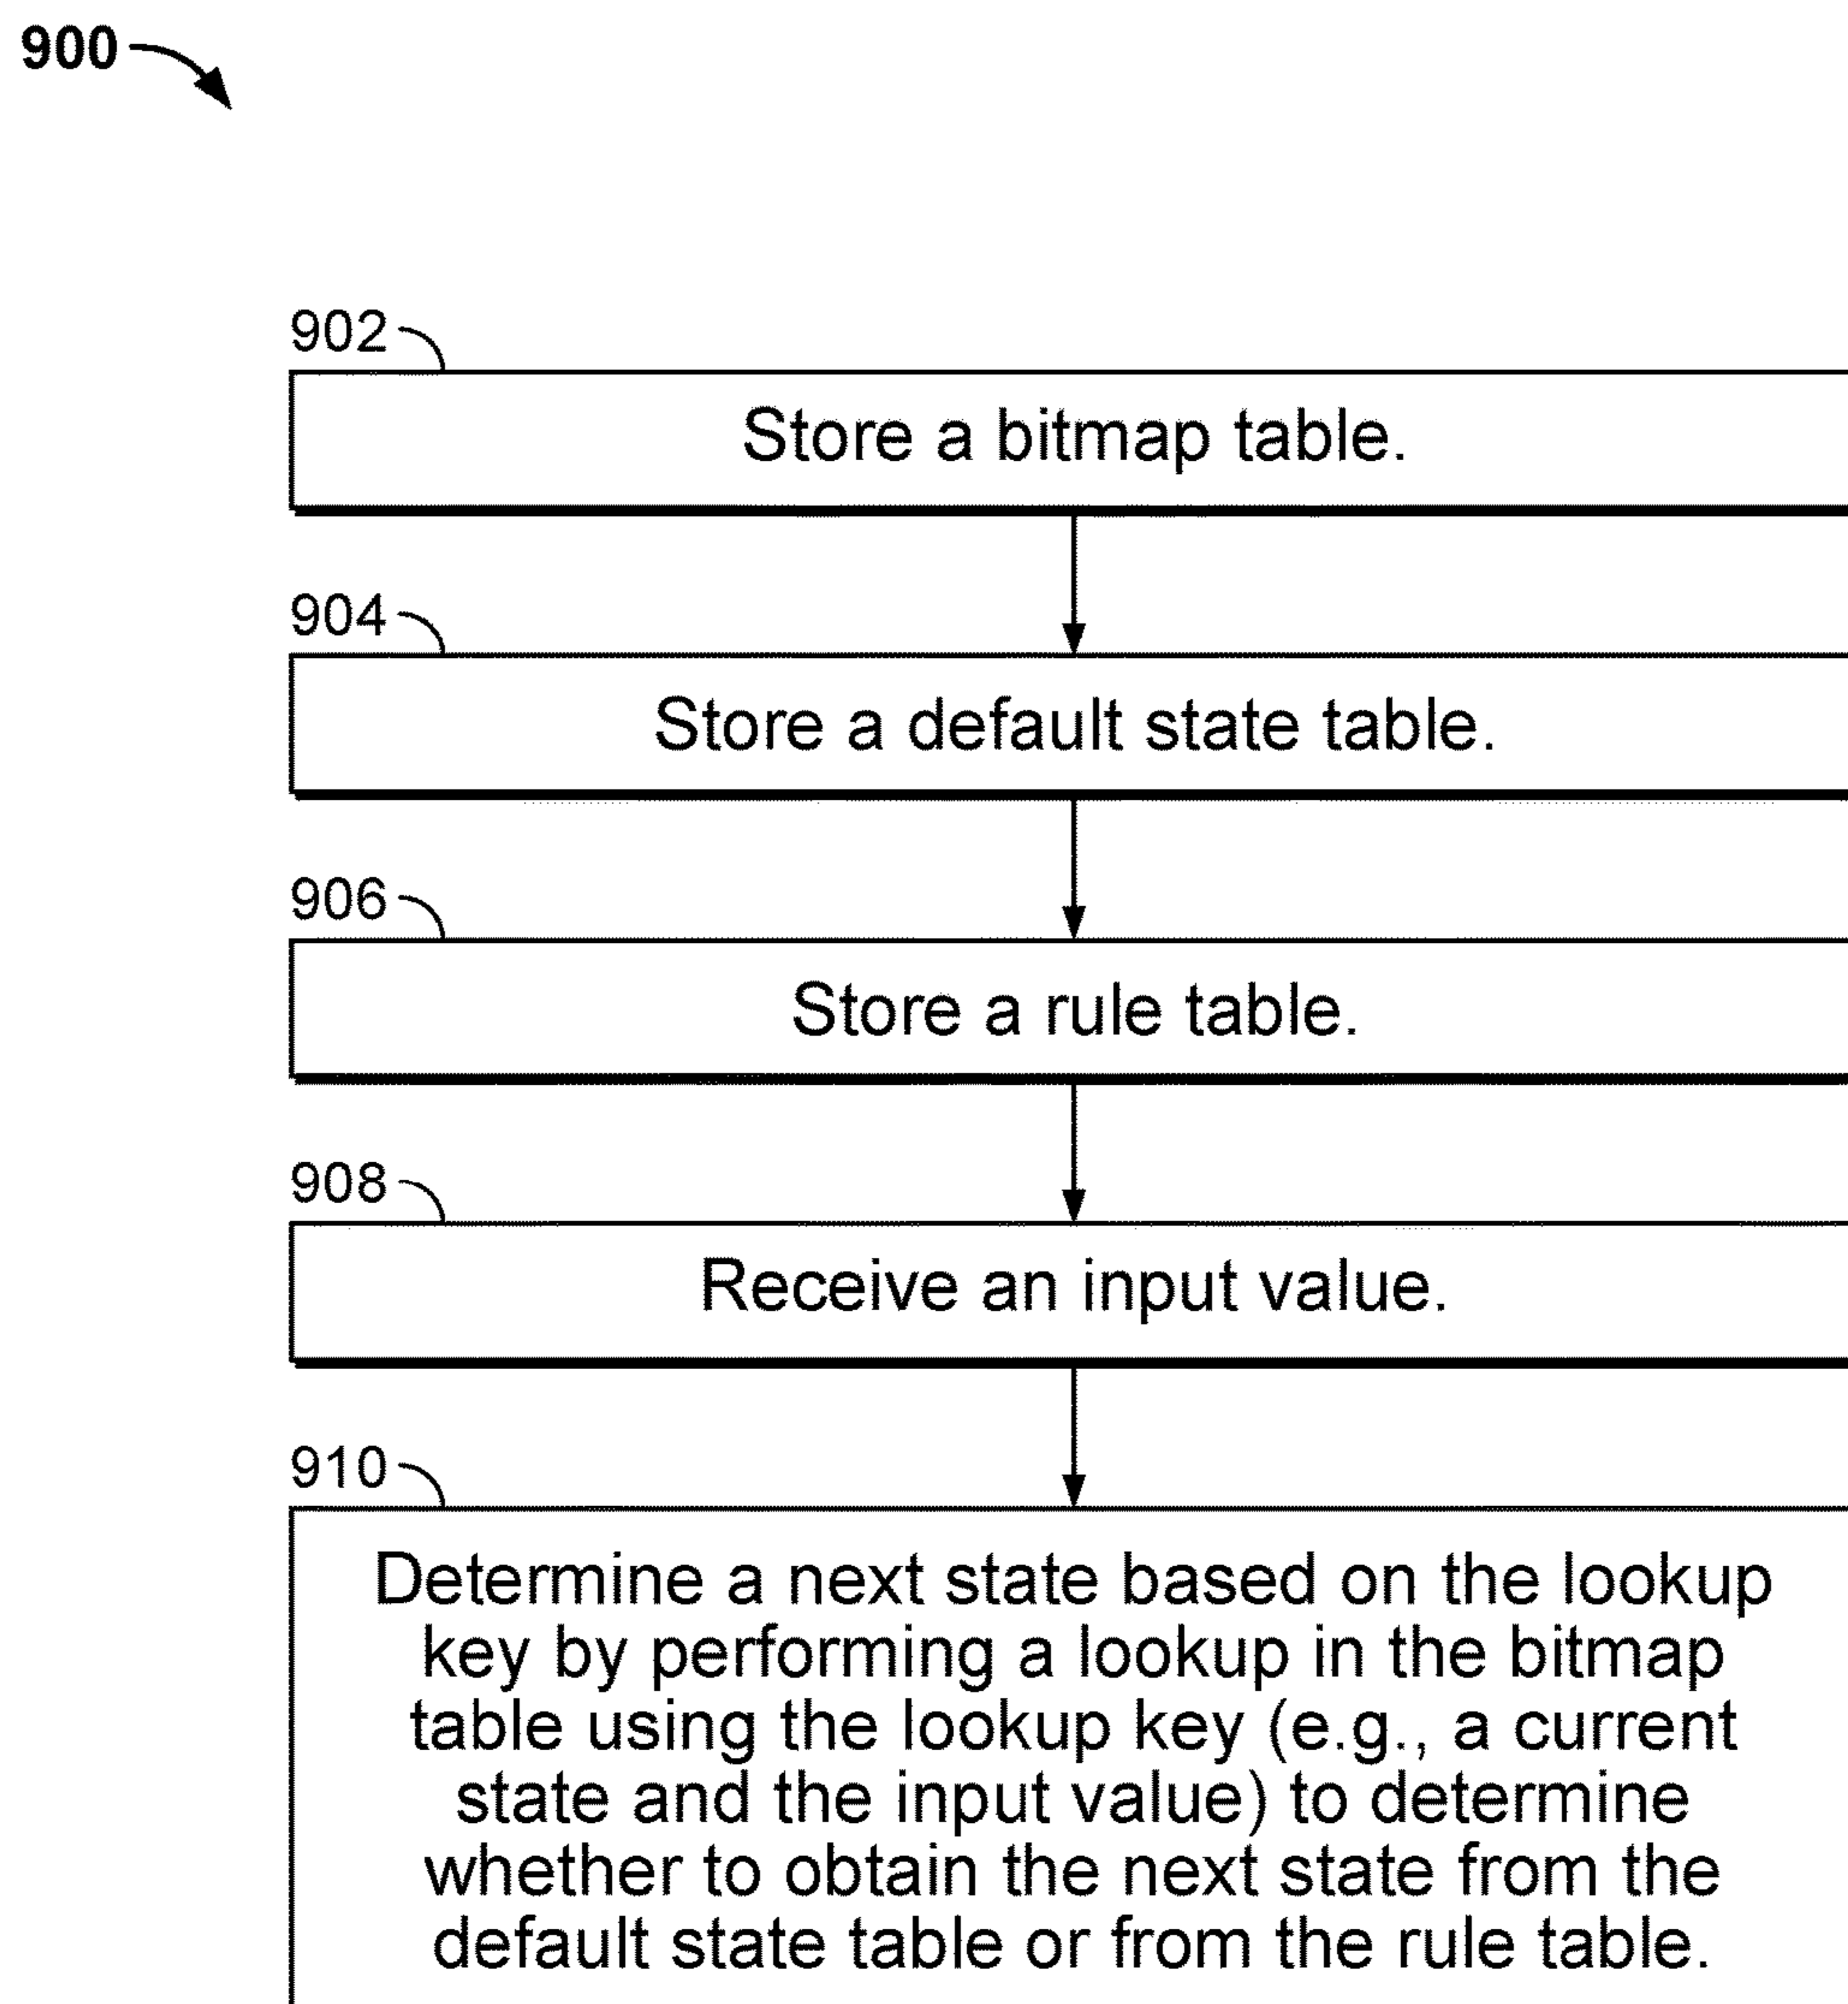 900
902
Store a bitmap table.
904
Store a default state table.
906
Store a rule table.
908
Receive an input value.
910
Determine a next state based on the lookup
key by performing a lookup in the bitmap
table using the lookup key (e.g., a current
state and the input value) to determine
whether to obtain the next state from the
default state table or from the rule table.